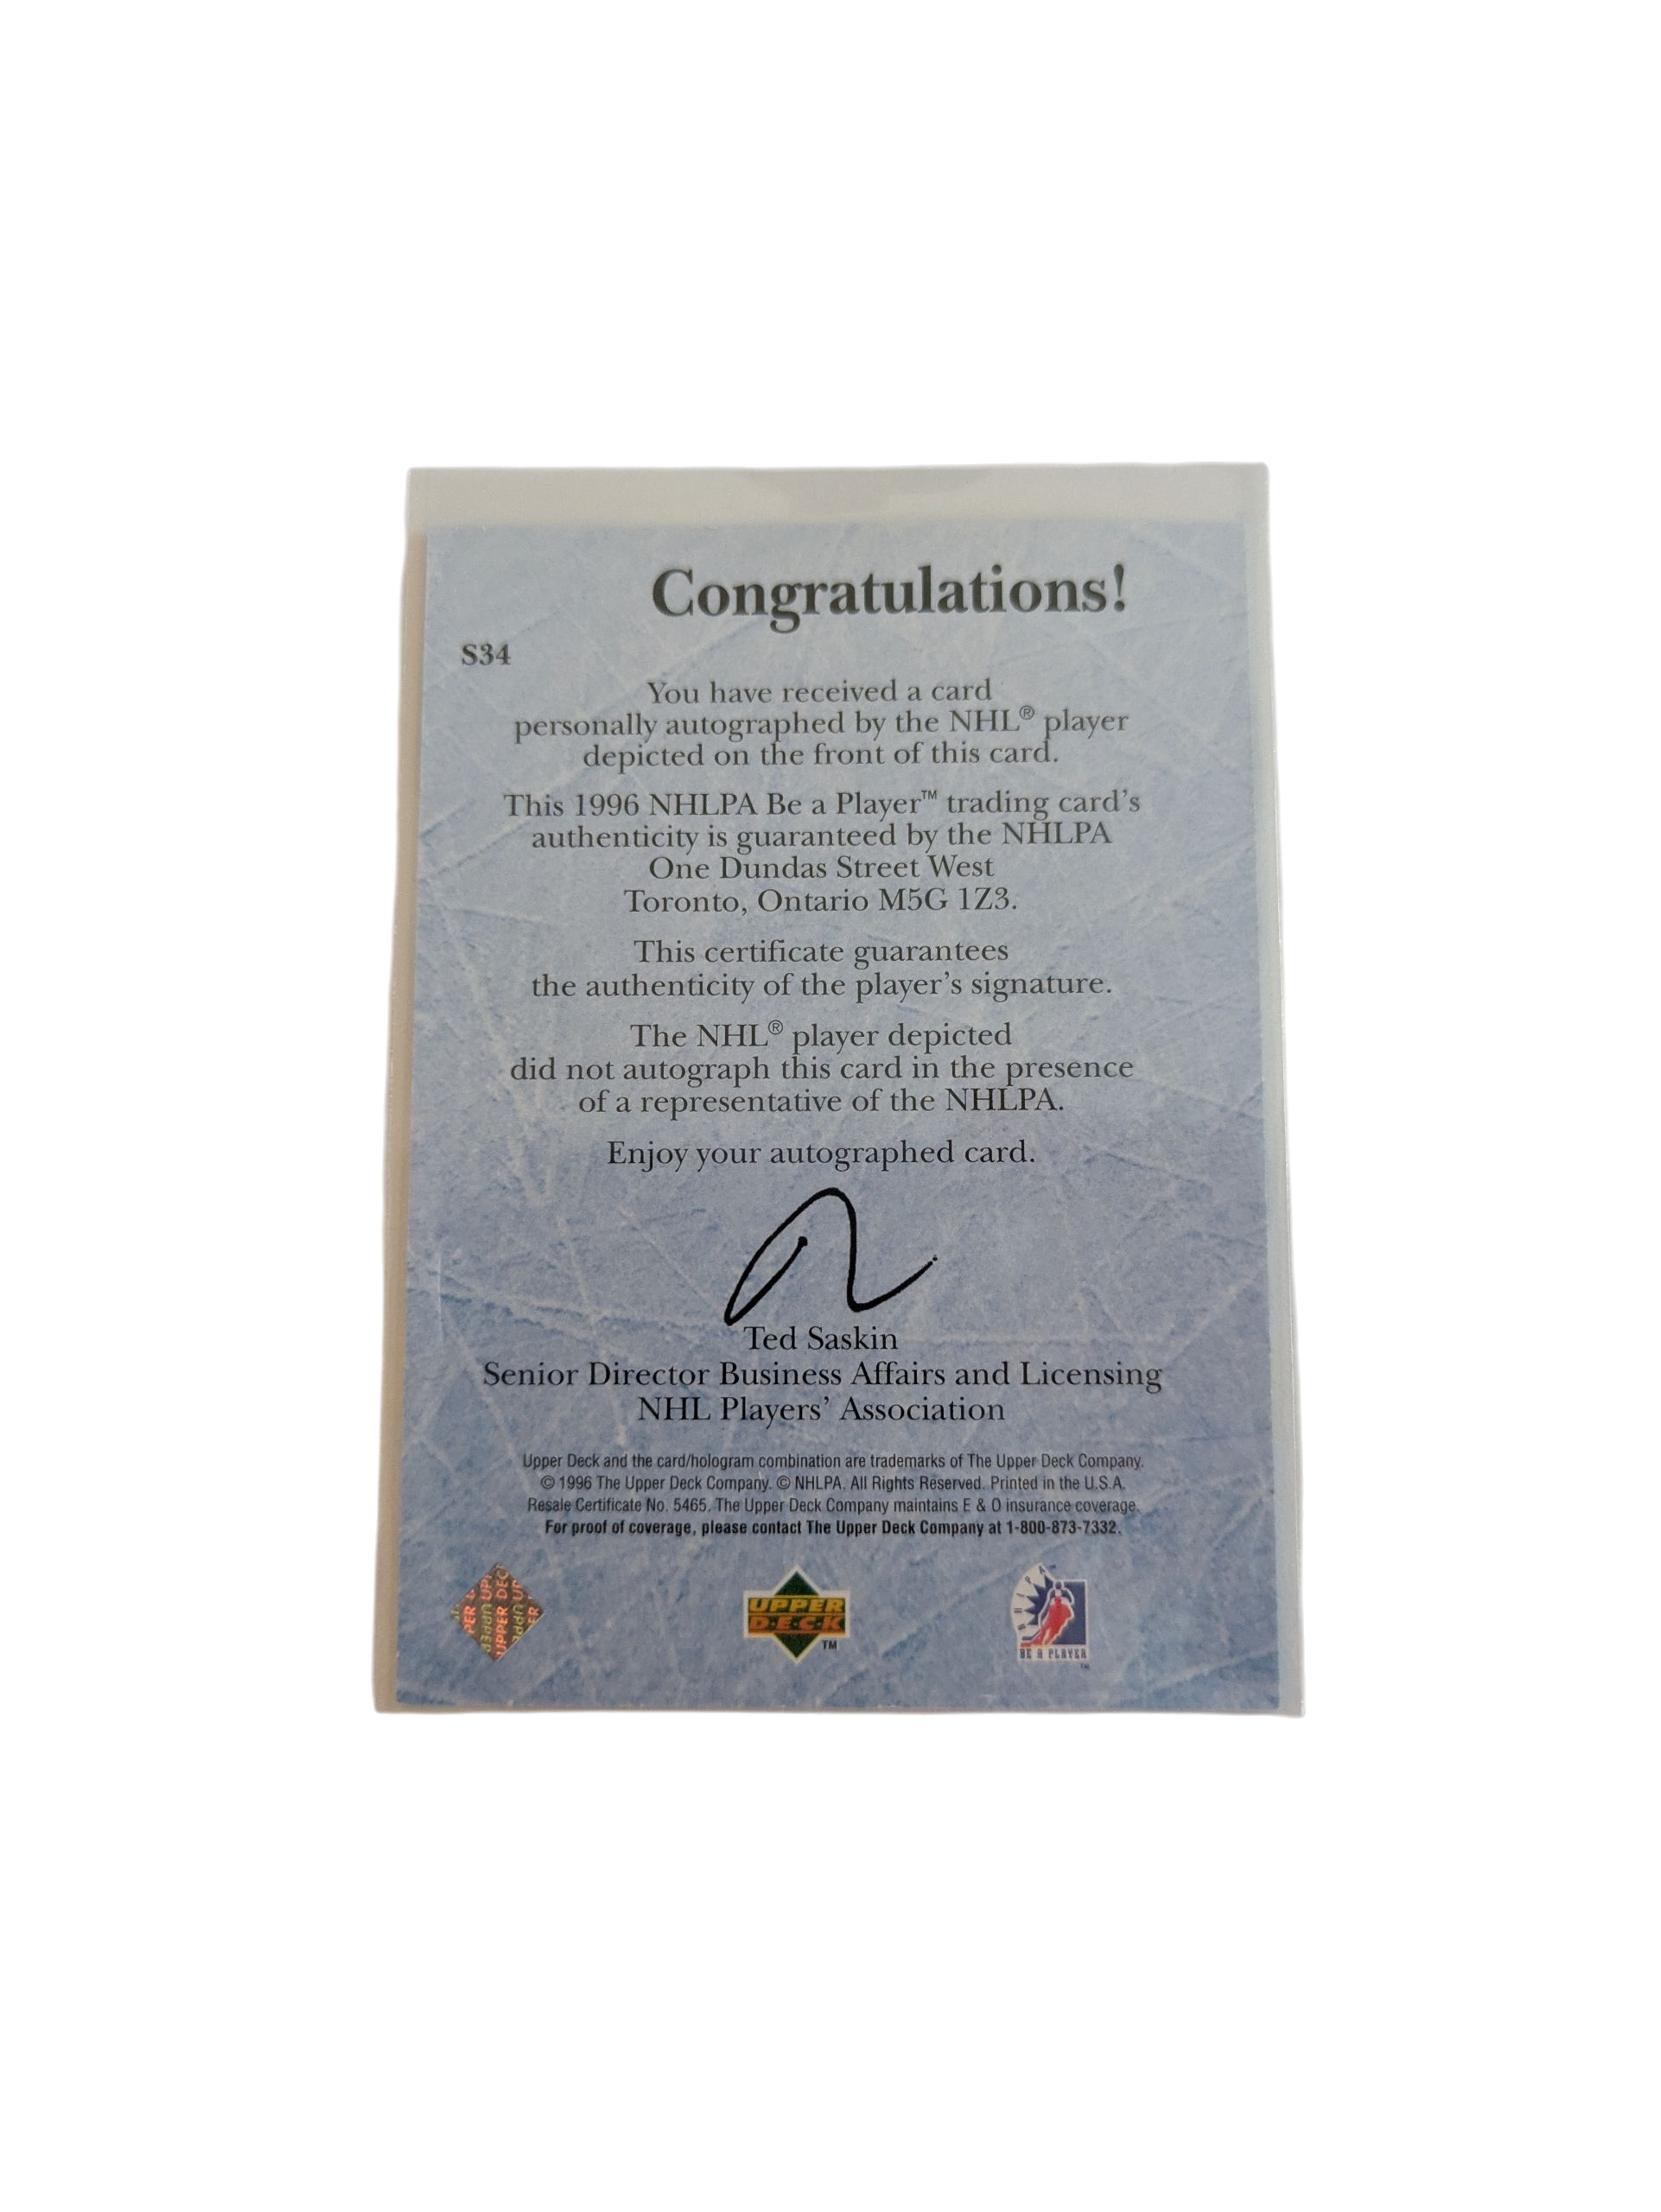 Congratulations!
S34
You have received a card
personally autographed by the NHL® player
depicted on the front of this card.
This 1996 NHLPA Be a Player™ trading card's
authenticity is guaranteed by the NHLPA
One Dundas Street West
Toronto, Ontario M5G 1Z3.
This certificate guarantees
the authenticity of the player's signature.
The NHL® player depicted
did not autograph this card in the presence
of a representative of the NHLPA.
Enjoy your autographed card.
Ted Saskin
Senior Director Business Affairs and Licensing
NHL Players' Association
Upper Deck and the card/hologram combination are trademarks of The Upper Deck Company.
© 1996 The Upper Deck Company. © NHLPA. All Rights Reserved. Printed in the U.S.A.
Resale Certificate No. 5465. The Upper Deck Company maintains E & O insurance coverage.
For proof of coverage, please contact The Upper Deck Company at 1-800-873-7332.
UPPER DECK
UPPER
D·E·C·K
TM
NHLPA
BE A PLAYER
TM